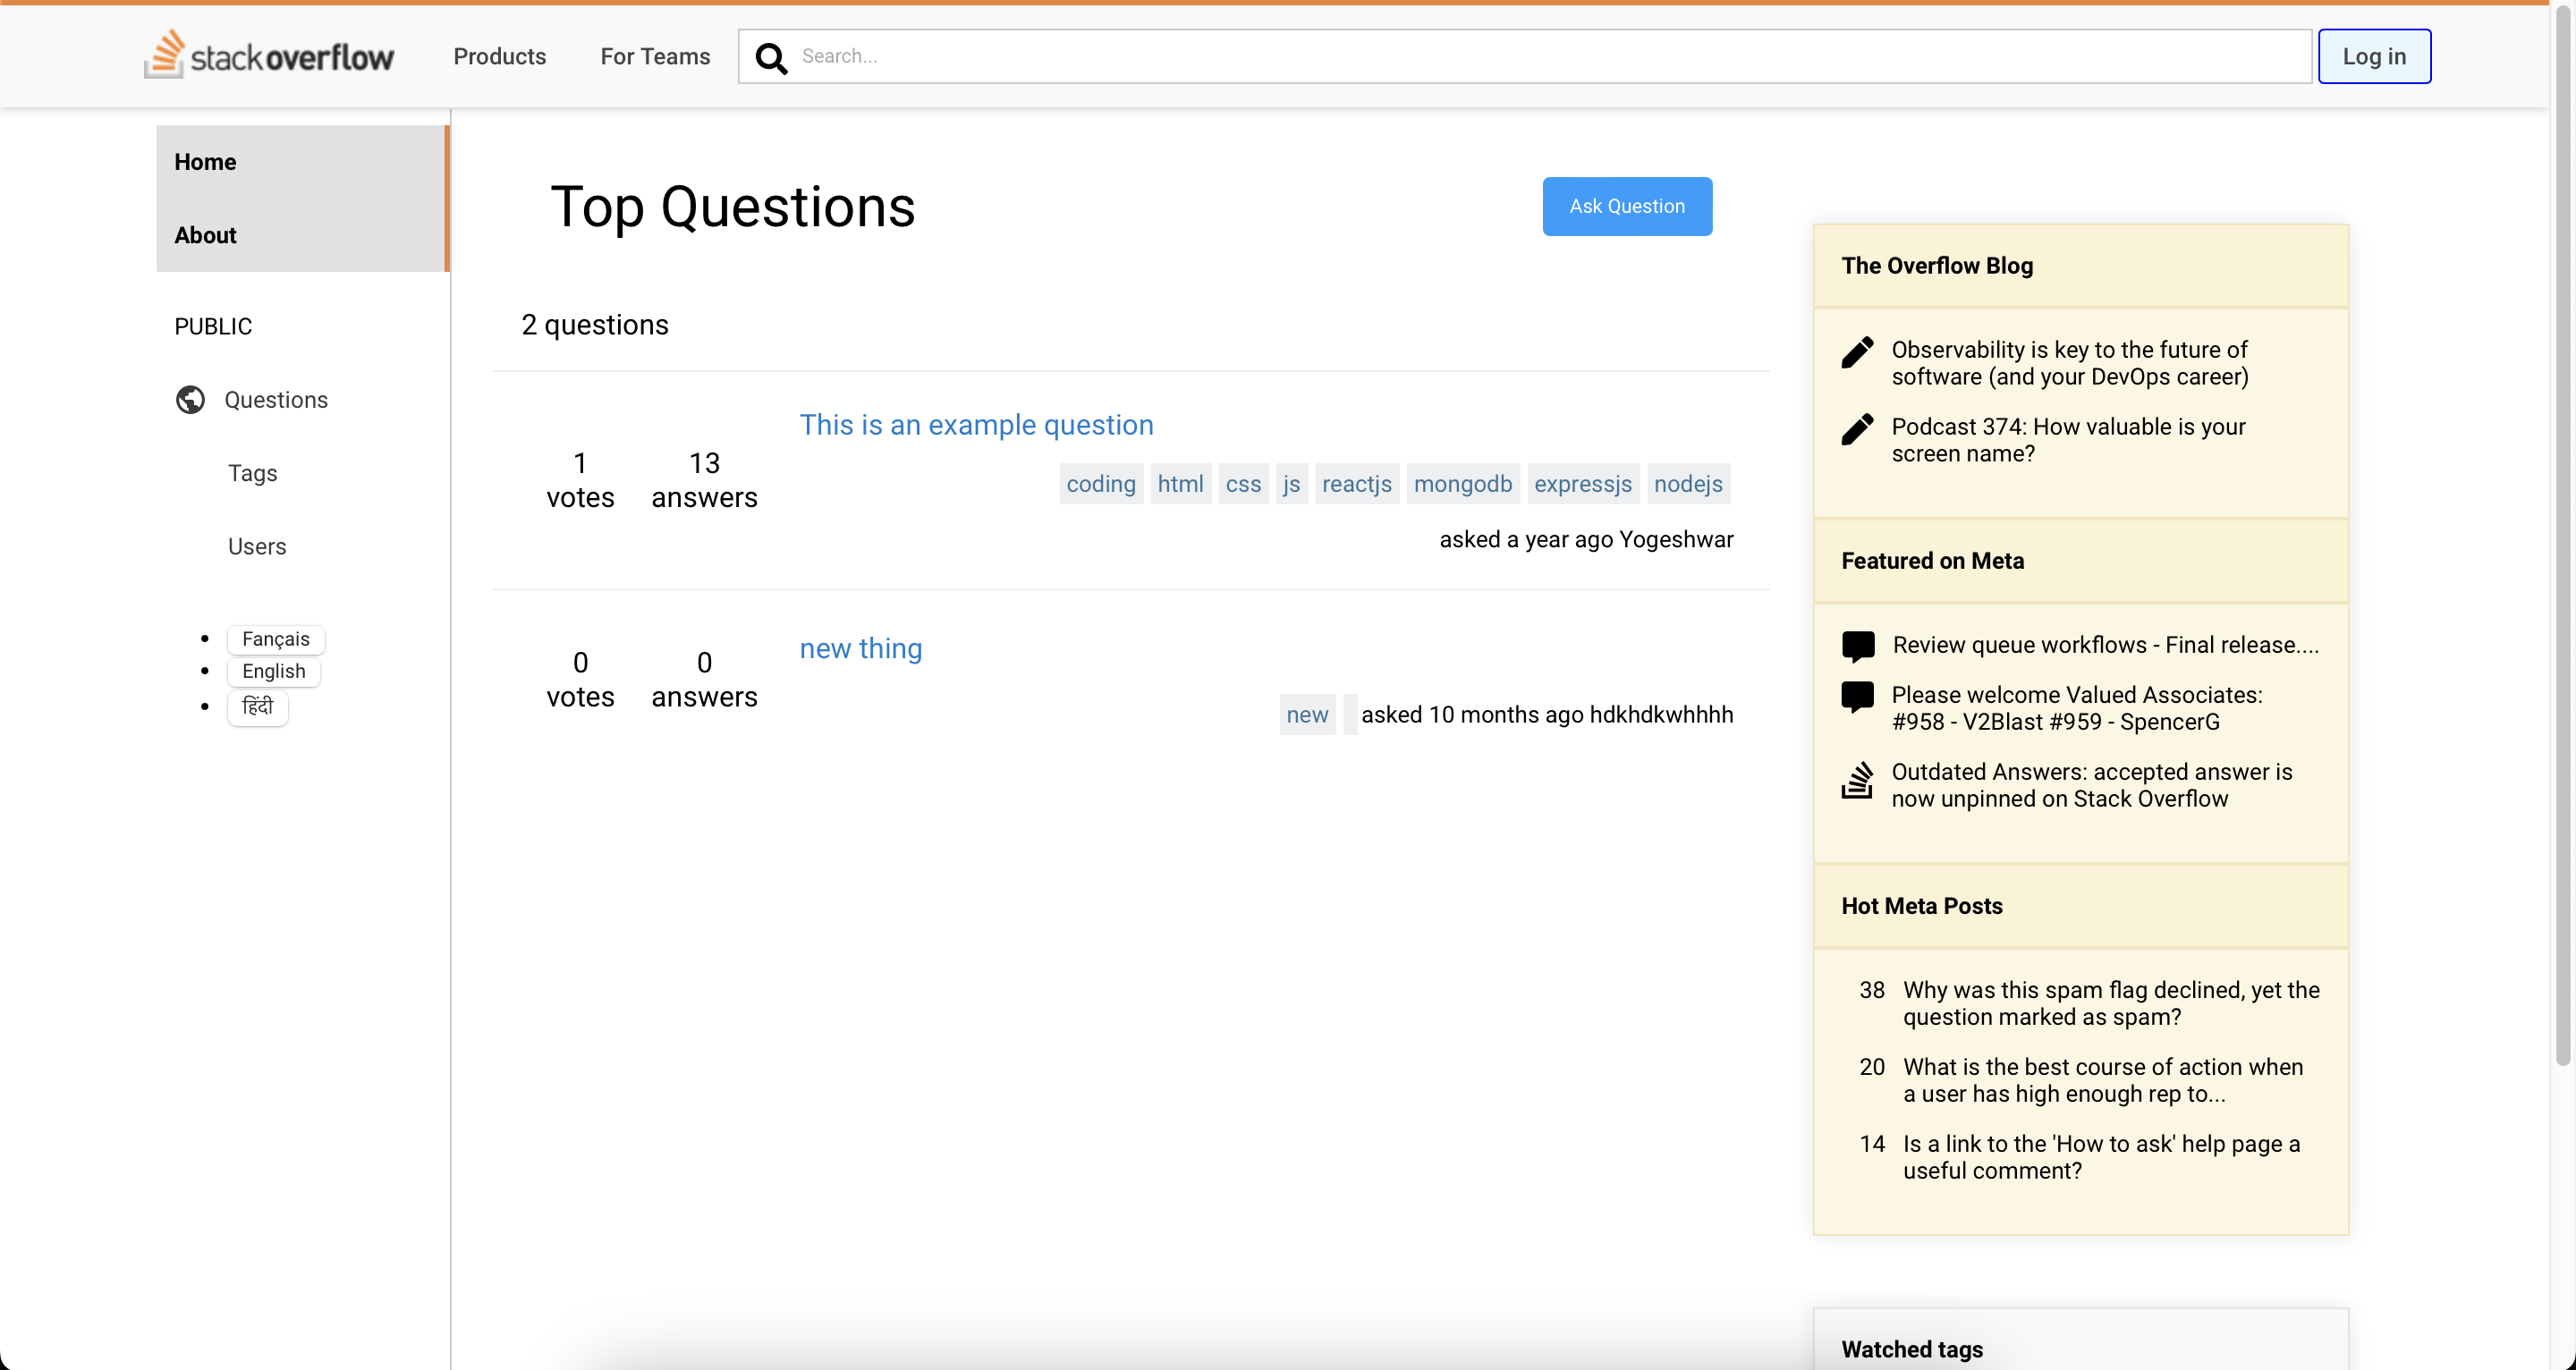 stackoverflow
Products
For Teams
Search...
Log in
Home
About
PUBLIC
Questions
Tags
Users
Fançais
English
हिंदी
Top Questions
Ask Question
2 questions
This is an example question
1
votes
13
answers
coding html css js reactjs mongodb expressjs nodejs
asked a year ago Yogeshwar
new thing
0
votes
0
answers
new asked 10 months ago hdkhdkwhhhh
The Overflow Blog
Observability is key to the future of
software (and your DevOps career)
Podcast 374: How valuable is your
screen name?
Featured on Meta
Review queue workflows - Final release....
Please welcome Valued Associates:
#958 - V2Blast #959 - SpencerG
Outdated Answers: accepted answer is
now unpinned on Stack Overflow
Hot Meta Posts
38 Why was this spam flag declined, yet the
question marked as spam?
20 What is the best course of action when
a user has high enough rep to...
14 Is a link to the 'How to ask' help page a
useful comment?
Watched tags